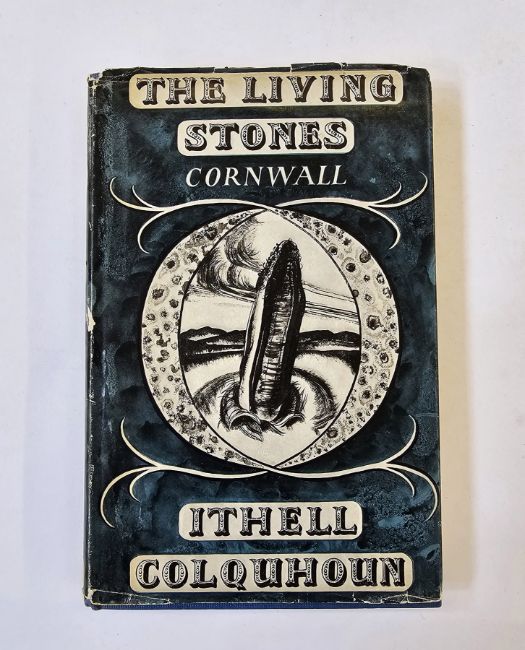 THE LIVING
STONES
CORNWALL
ITHELL
COLQUHOUN